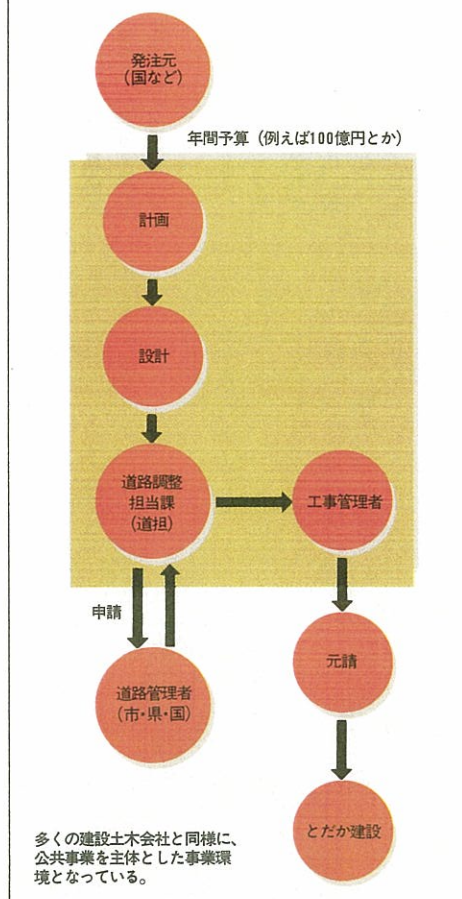 発注元
(国など)
年間予算(例えば100億円とか)
計画
設計
道路調整
担当課
(道担)
工事管理者
申請
道路管理者
(市・県・国)
元請
とだか建設
多くの建設土木会社と同様に、
公共事業を主体とした事業環
境となっている。